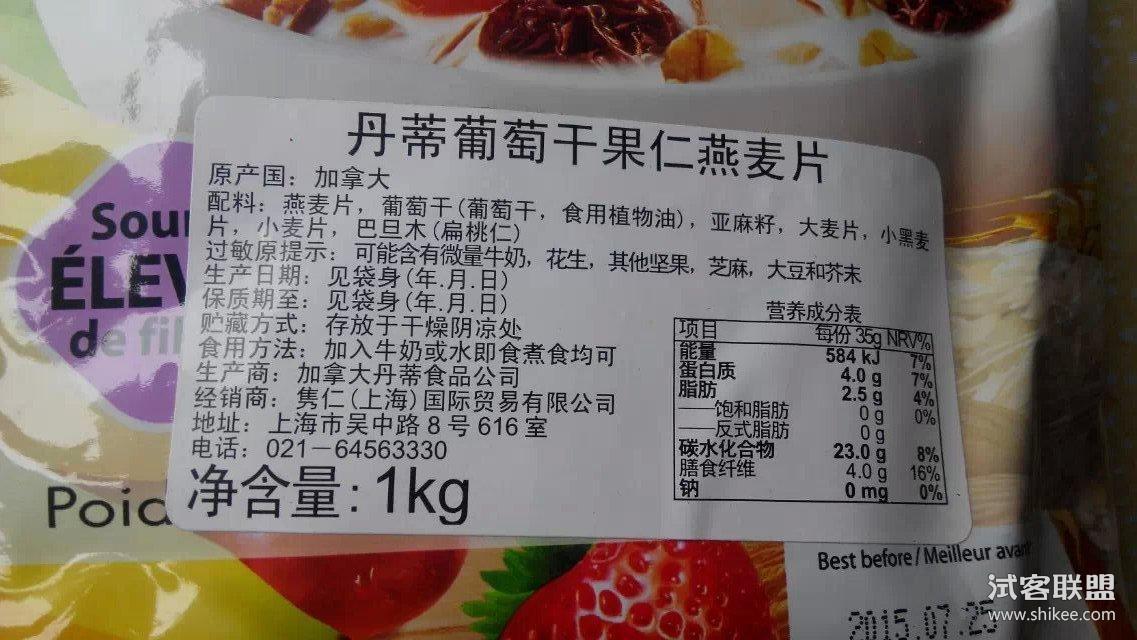 丹蒂葡萄干果仁燕麦片
原产国：加拿大
配料：燕麦片，葡萄干(葡萄干，食用植物油)，亚麻籽，大麦片，小黑麦
片，小麦片，巴旦木(扁桃仁)
过敏原提示：可能含有微量牛奶，花生，其他坚果，芝麻，大豆和芥末
生产日期：见袋身(年.月.日)
保质期至：见袋身(年.月.日)
贮藏方式：存放于干燥阴凉处
食用方法：加入牛奶或水即食煮食均可
生产商：加拿大丹蒂食品公司
经销商：隽仁(上海)国际贸易有限公司
地址：上海市吴中路8号616室
电话：021－64563330
净含量:1kg
营养成分表
项目 每份 35g NRV%
能量 584 kJ 7%
蛋白质 4.0 g 7%
脂肪 2.5 g 4%
——饱和脂肪 0 g 0%
——反式脂肪 0 g
碳水化合物 23.0 g 8%
膳食纤维 4.0 g 16%
钠 0 mg 0%
Sour
ÉLEV
de fi
Poid
Best before / Meilleur avant
2015.07.25
试客联盟
www.shikee.com